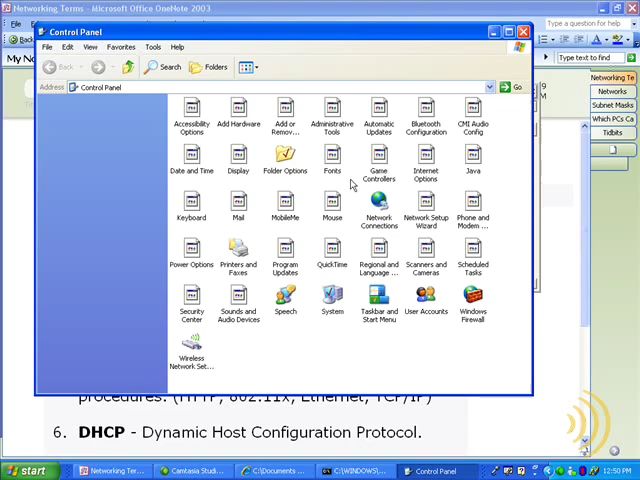 Networking Terms - Microsoft Office OneNote 2003
File
Type a question for help
Back
Type text to find
My No
Control Panel
File Edit View Favorites Tools Help
Back Search Folders
Address Control Panel Go
Accessibility Options
Add Hardware
Add or Remov...
Administrative Tools
Automatic Updates
Bluetooth Configuration
CMI Audio Config
Date and Time
Display
Folder Options
Fonts
Game Controllers
Internet Options
Java
Keyboard
Mail
MobileMe
Mouse
Network Connections
Network Setup Wizard
Phone and Modem ...
Power Options
Printers and Faxes
Program Updates
QuickTime
Regional and Language ...
Scanners and Cameras
Scheduled Tasks
Security Center
Sounds and Audio Devices
Speech
System
Taskbar and Start Menu
User Accounts
Windows Firewall
Wireless Network Set...
Networking Te
Networks
Subnet Masks
Which PCs Ca
Tidbits
procedures. (HTTP, 802.11x, Ethernet, TCP/IP)
6. DHCP - Dynamic Host Configuration Protocol.
start Networking Terms -... Camtasia Studi... C:\Documents ... C:\WINDOWS\... Control Panel 12:50 PM